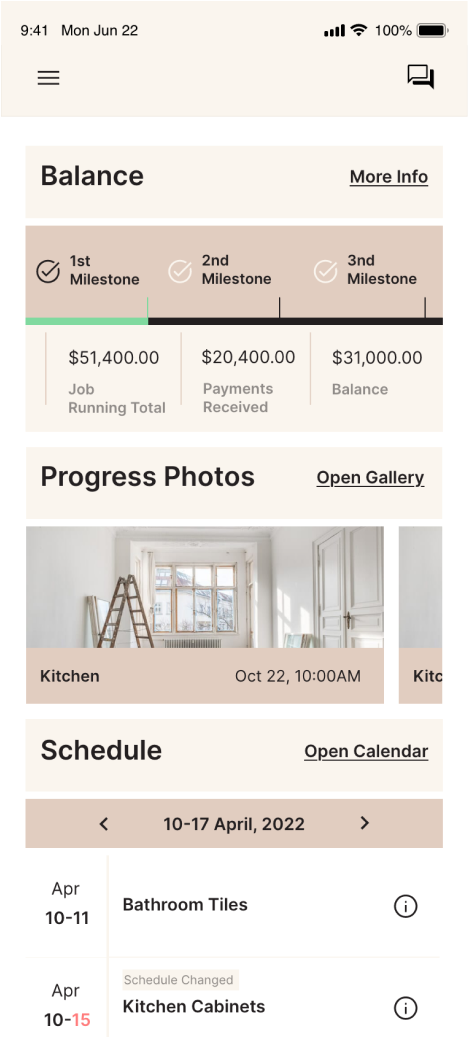 9:41 Mon Jun 22 100%
Balance More Info
1st
Milestone
2nd
Milestone
3rd
Milestone
$51,400.00 $20,400.00 $31,000.00
Job
Running Total
Payments
Received
Balance
Progress Photos Open Gallery
Kitchen Oct 22, 10:00AM Kitc
Schedule Open Calendar
10-17 April, 2022
Apr
10-11
Bathroom Tiles
Apr
10-15
Schedule Changed
Kitchen Cabinets